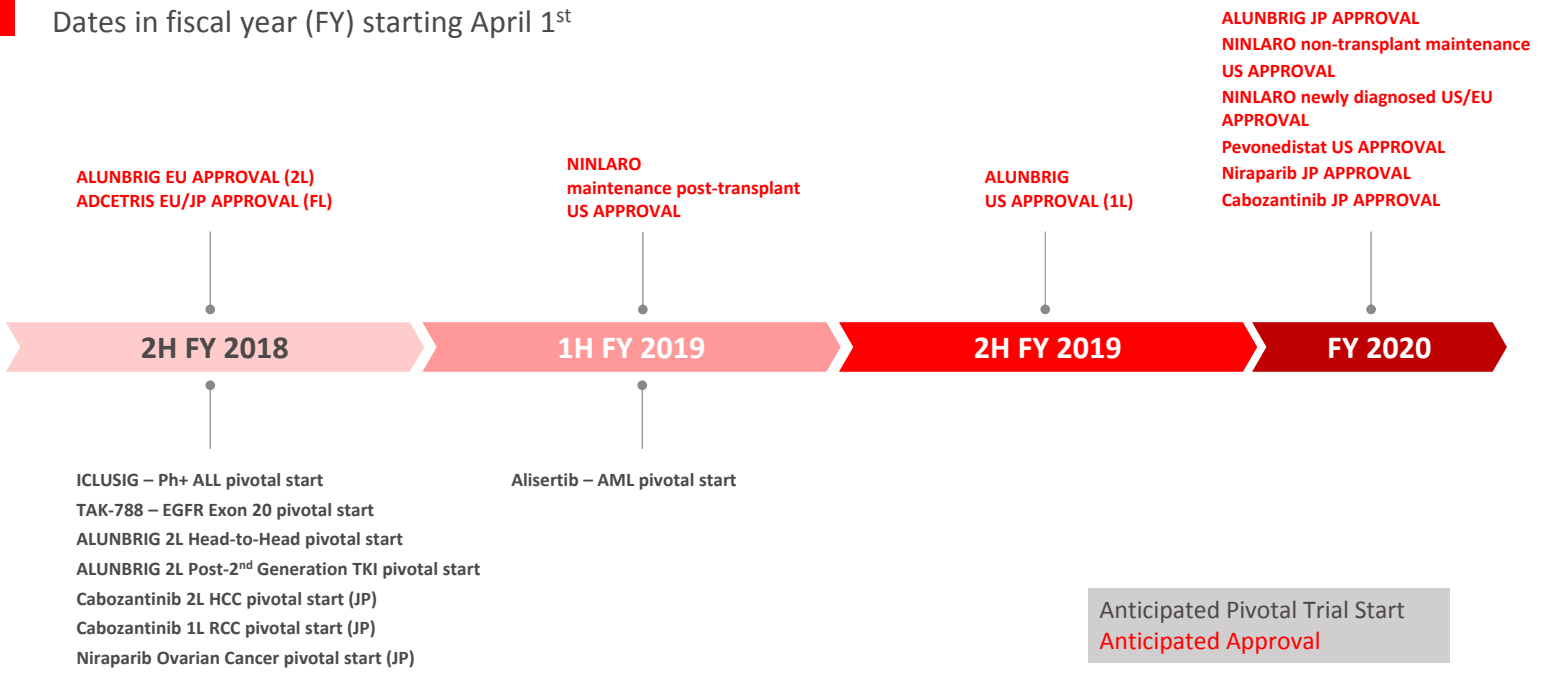 Dates in fiscal year (FY) starting April 1st
ALUNBRIG EU APPROVAL (2L)
ADCETRIS EU/JP APPROVAL (FL)
NINLARO
maintenance post-transplant
US APPROVAL
ALUNBRIG
US APPROVAL (1L)
ALUNBRIG JP APPROVAL
NINLARO non-transplant maintenance
US APPROVAL
NINLARO newly diagnosed US/EU
APPROVAL
Pevonedistat US APPROVAL
Niraparib JP APPROVAL
Cabozantinib JP APPROVAL
2H FY 2018
1H FY 2019
2H FY 2019
FY 2020
ICLUSIG – Ph+ ALL pivotal start
TAK-788 – EGFR Exon 20 pivotal start
ALUNBRIG 2L Head-to-Head pivotal start
ALUNBRIG 2L Post-2nd Generation TKI pivotal start
Cabozantinib 2L HCC pivotal start (JP)
Cabozantinib 1L RCC pivotal start (JP)
Niraparib Ovarian Cancer pivotal start (JP)
Alisertib – AML pivotal start
Anticipated Pivotal Trial Start
Anticipated Approval